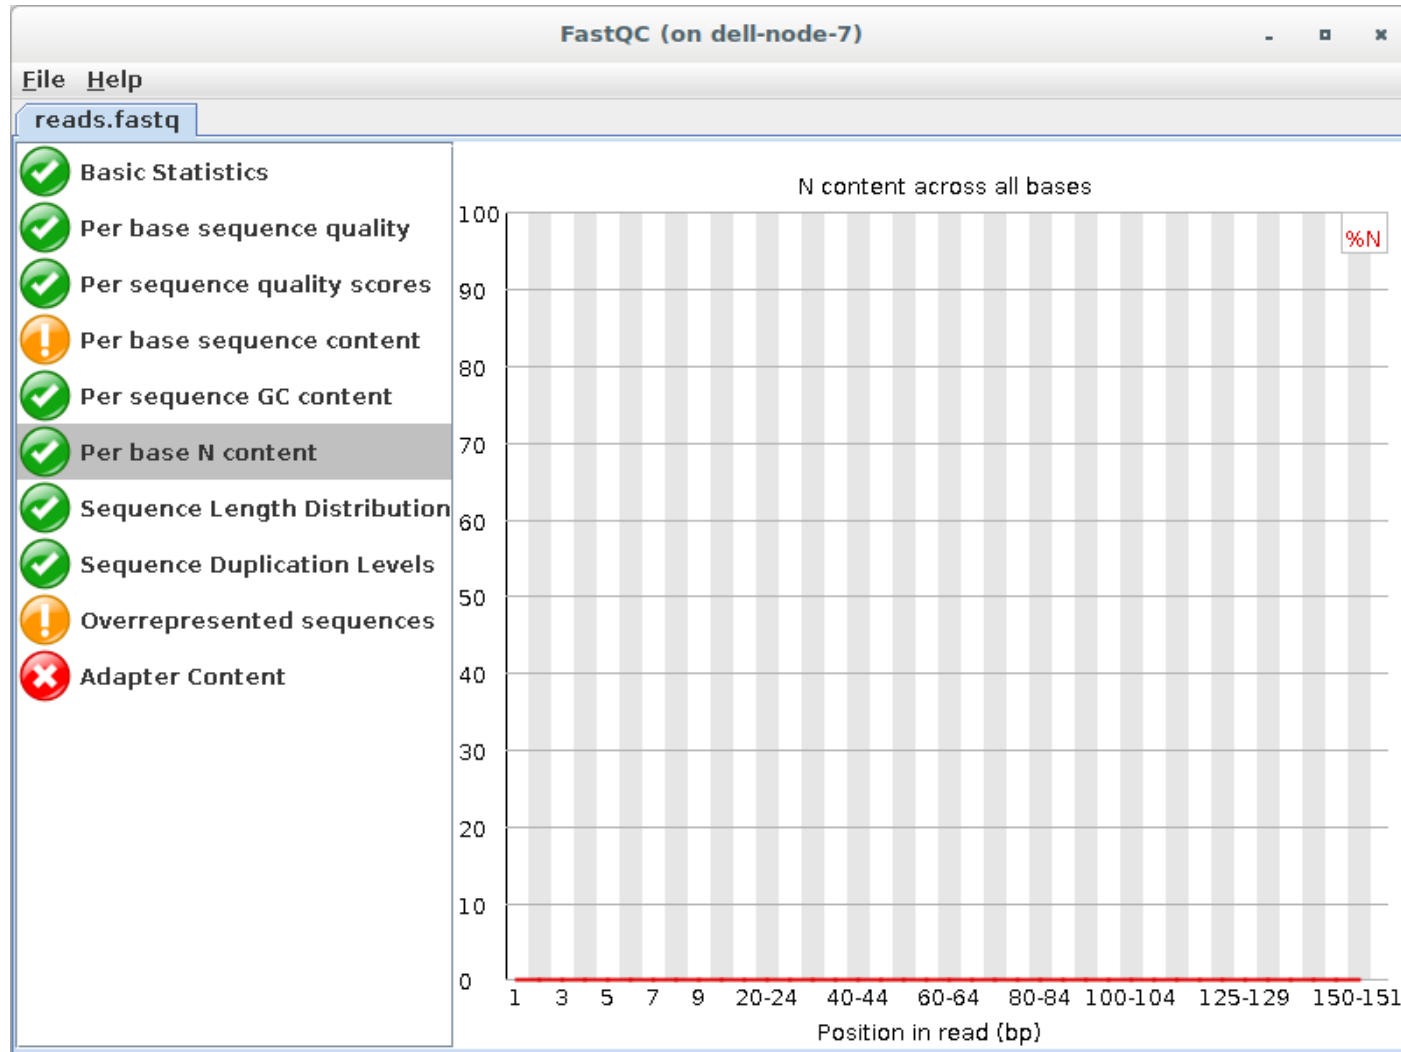 FastQC (on dell-node-7)
File Help
reads.fastq
Basic Statistics
Per base sequence quality
Per sequence quality scores
Per base sequence content
Per sequence GC content
Per base N content
Sequence Length Distribution
Sequence Duplication Levels
Overrepresented sequences
Adapter Content
N content across all bases
%N
100
90
80
70
60
50
40
30
20
10
0
1 3 5 7 9 20-24 40-44 60-64 80-84 100-104 125-129 150-151
Position in read (bp)